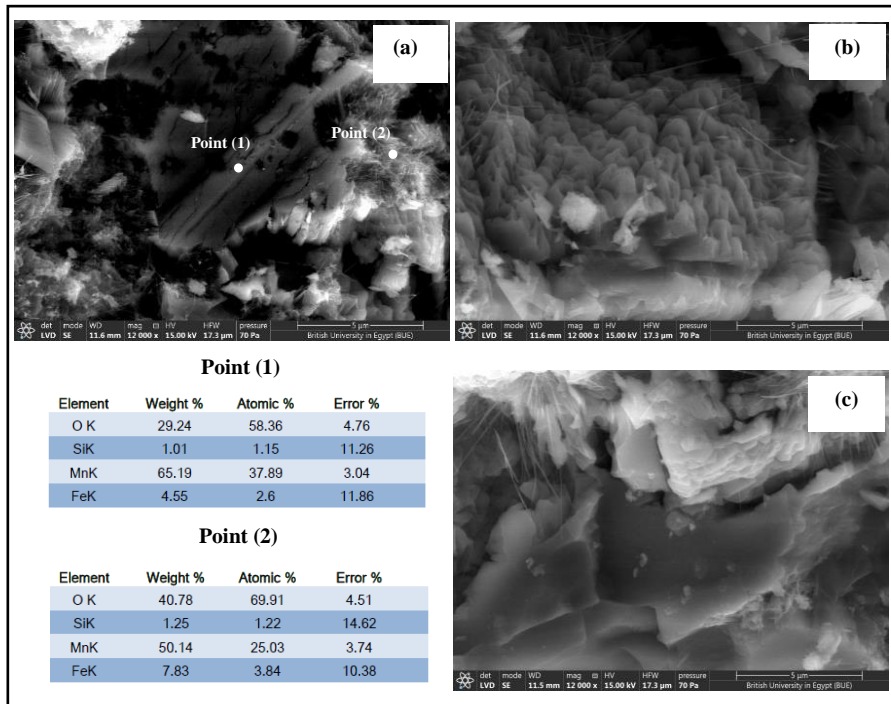 (a)
Point (1)
Point (2)
det mode WD mag HV HFW pressure 5 µm
LVD SE 11.6 mm 12 000 x 15.00 kV 17.3 µm 70 Pa British University in Egypt (BUE)
(b)
det mode WD mag HV HFW pressure 5 µm
LVD SE 11.6 mm 12 000 x 15.00 kV 17.3 µm 70 Pa British University in Egypt (BUE)
Point (1)
Element Weight % Atomic % Error %
O K 29.24 58.36 4.76
SiK 1.01 1.15 11.26
MnK 65.19 37.89 3.04
FeK 4.55 2.6 11.86
Point (2)
Element Weight % Atomic % Error %
O K 40.78 69.91 4.51
SiK 1.25 1.22 14.62
MnK 50.14 25.03 3.74
FeK 7.83 3.84 10.38
(c)
det mode WD mag HV HFW pressure 5 µm
LVD SE 11.5 mm 12 000 x 15.00 kV 17.3 µm 70 Pa British University in Egypt (BUE)